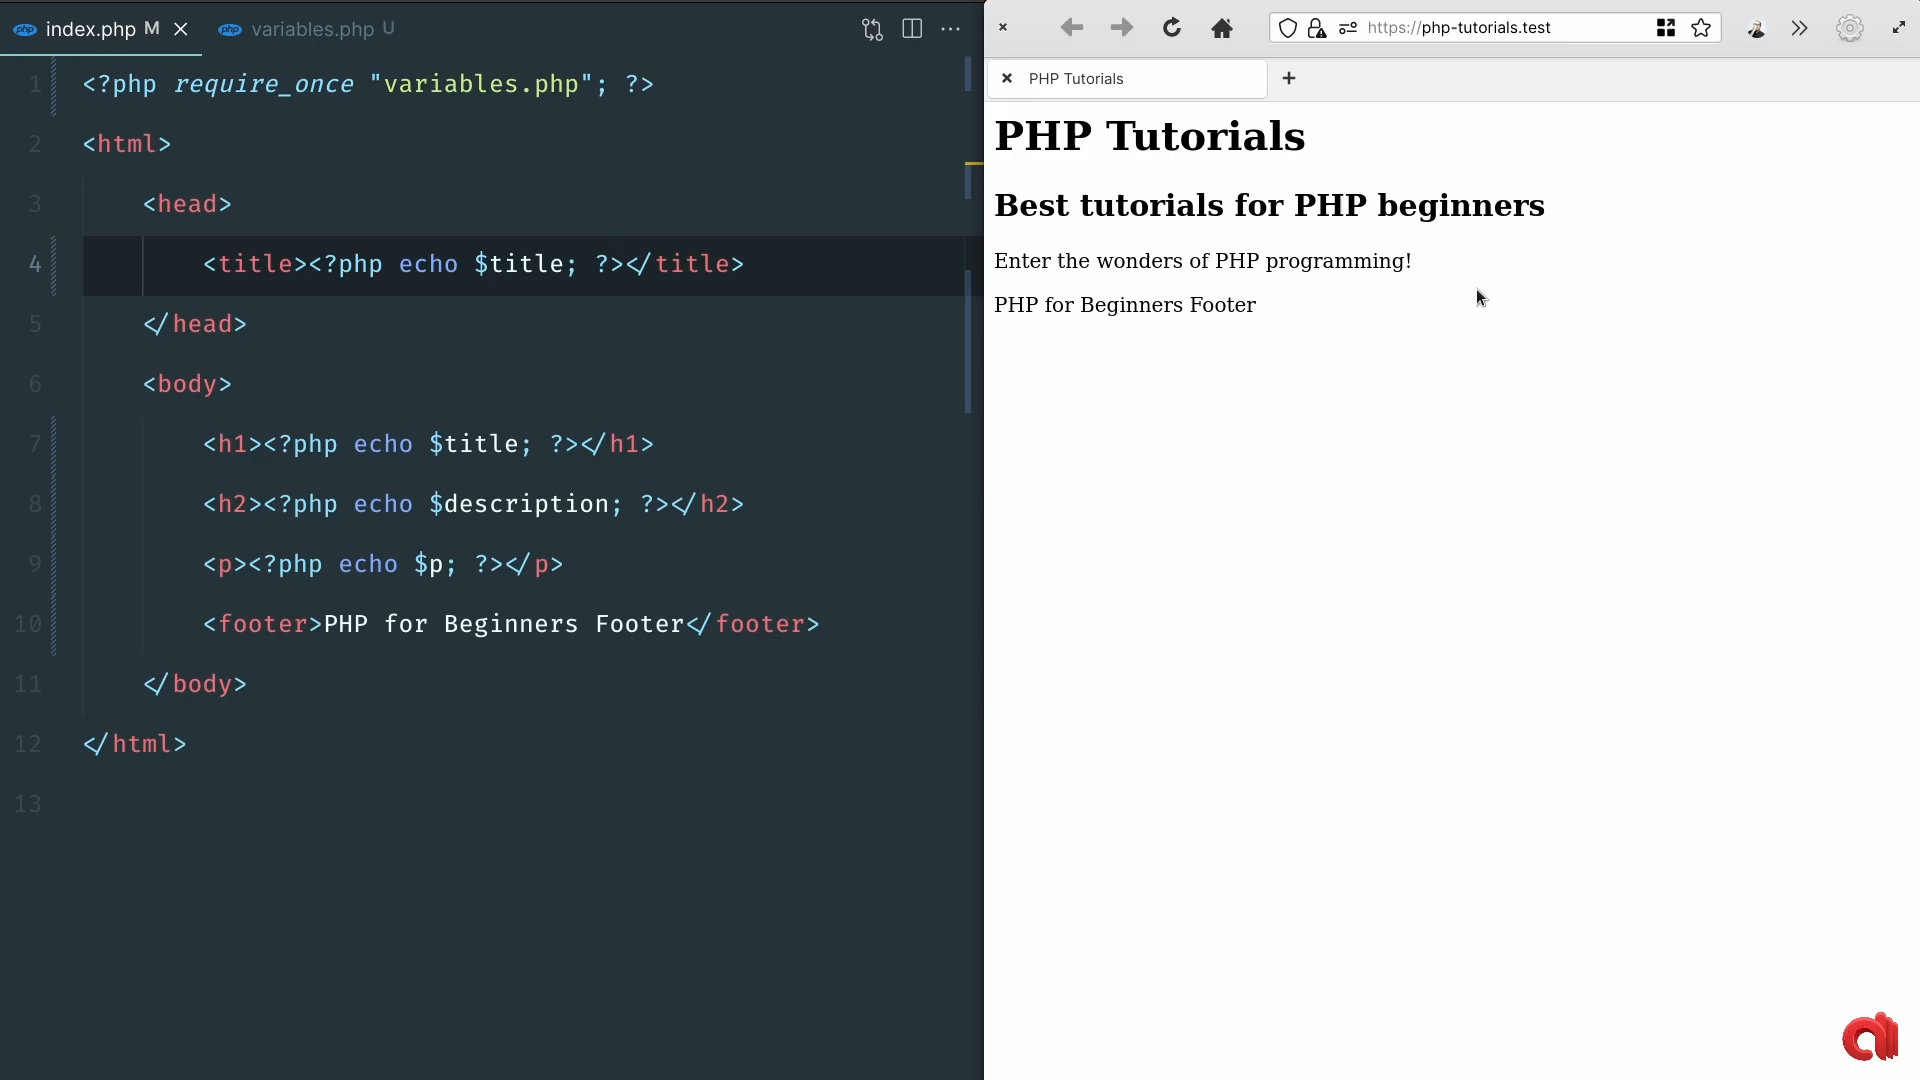 index.php M
variables.php U
1 <?php require_once "variables.php"; ?>
2 <html>
3 <head>
4 <title><?php echo $title; ?></title>
5 </head>
6 <body>
7 <h1><?php echo $title; ?></h1>
8 <h2><?php echo $description; ?></h2>
9 <p><?php echo $p; ?></p>
10 <footer>PHP for Beginners Footer</footer>
11 </body>
12 </html>
13
https://php-tutorials.test
PHP Tutorials
PHP Tutorials
Best tutorials for PHP beginners
Enter the wonders of PHP programming!
PHP for Beginners Footer